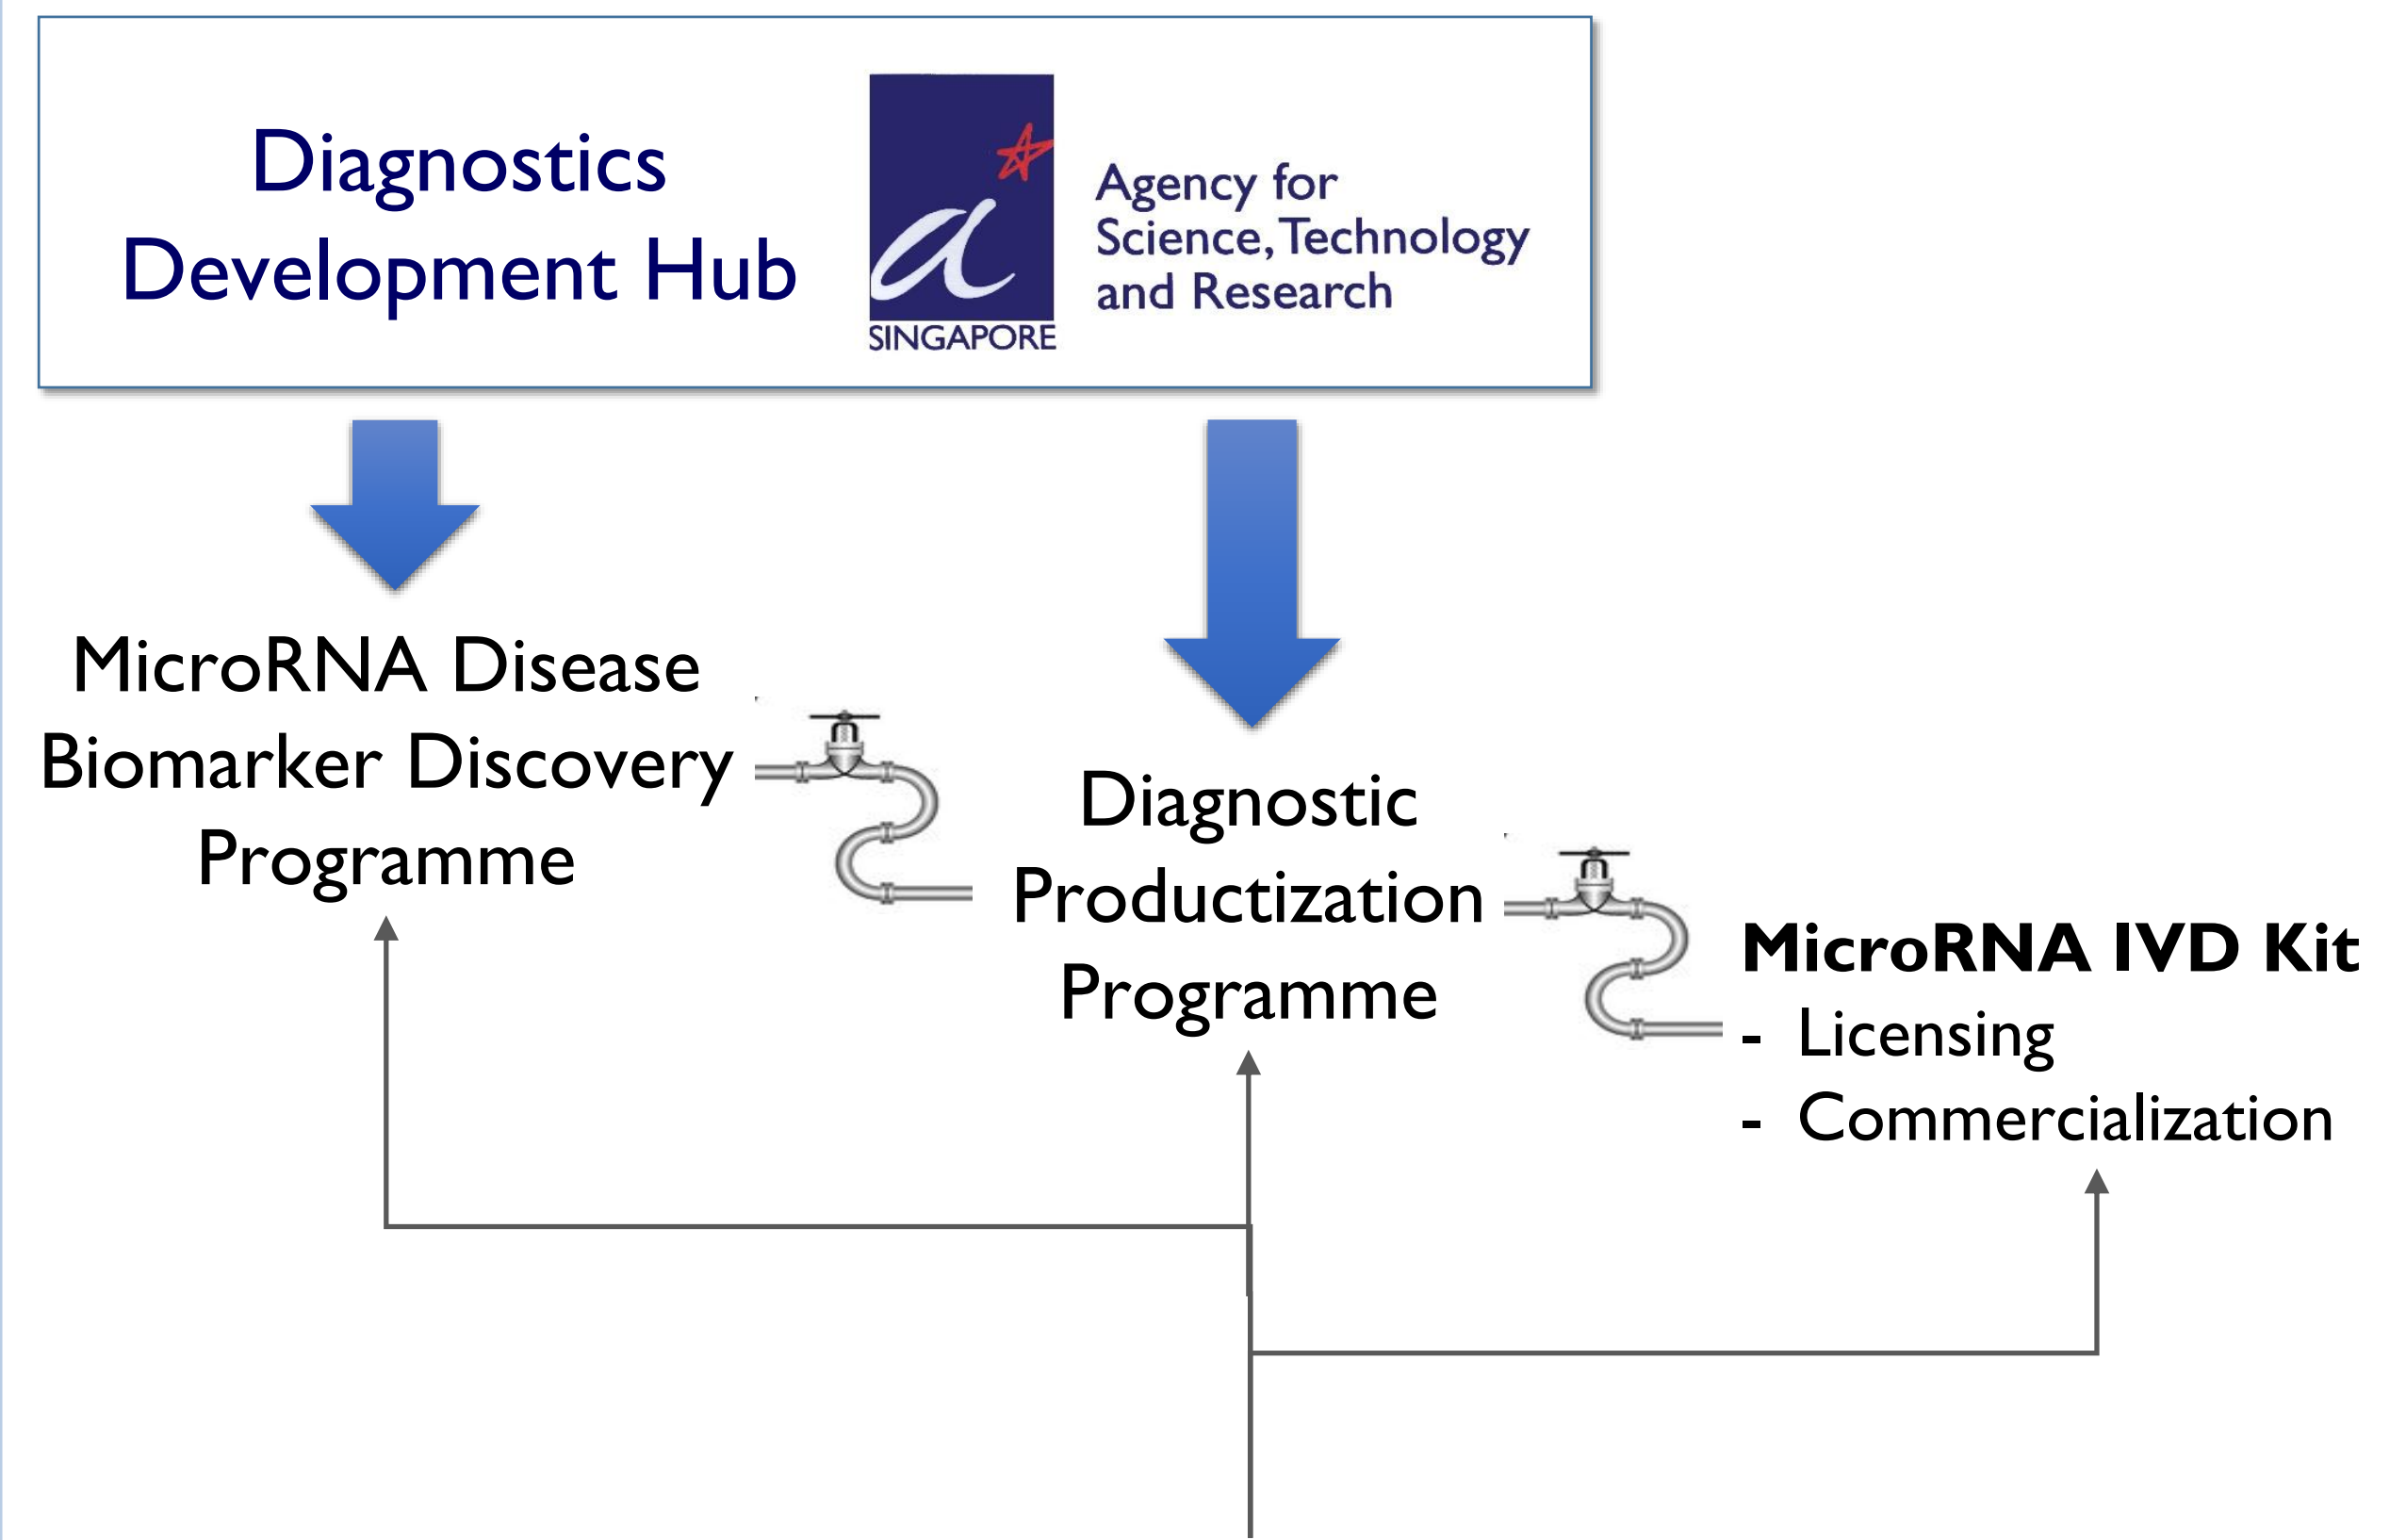 Diagnostics
Development Hub
SINGAPORE
Agency for
Science, Technology
and Research
MicroRNA Disease
Biomarker Discovery
Programme
Diagnostic
Productization
Programme
MicroRNA IVD Kit
- Licensing
- Commercialization